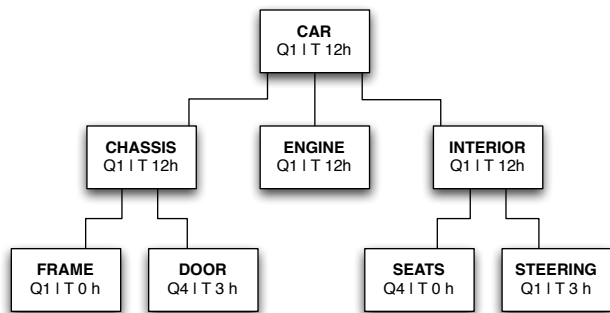 CAR
Q1 | T 12h
CHASSIS
Q1 | T 12h
ENGINE
Q1 | T 12h
INTERIOR
Q1 | T 12h
FRAME
Q1 | T 0 h
DOOR
Q4 | T 3 h
SEATS
Q4 | T 0 h
STEERING
Q1 | T 3 h